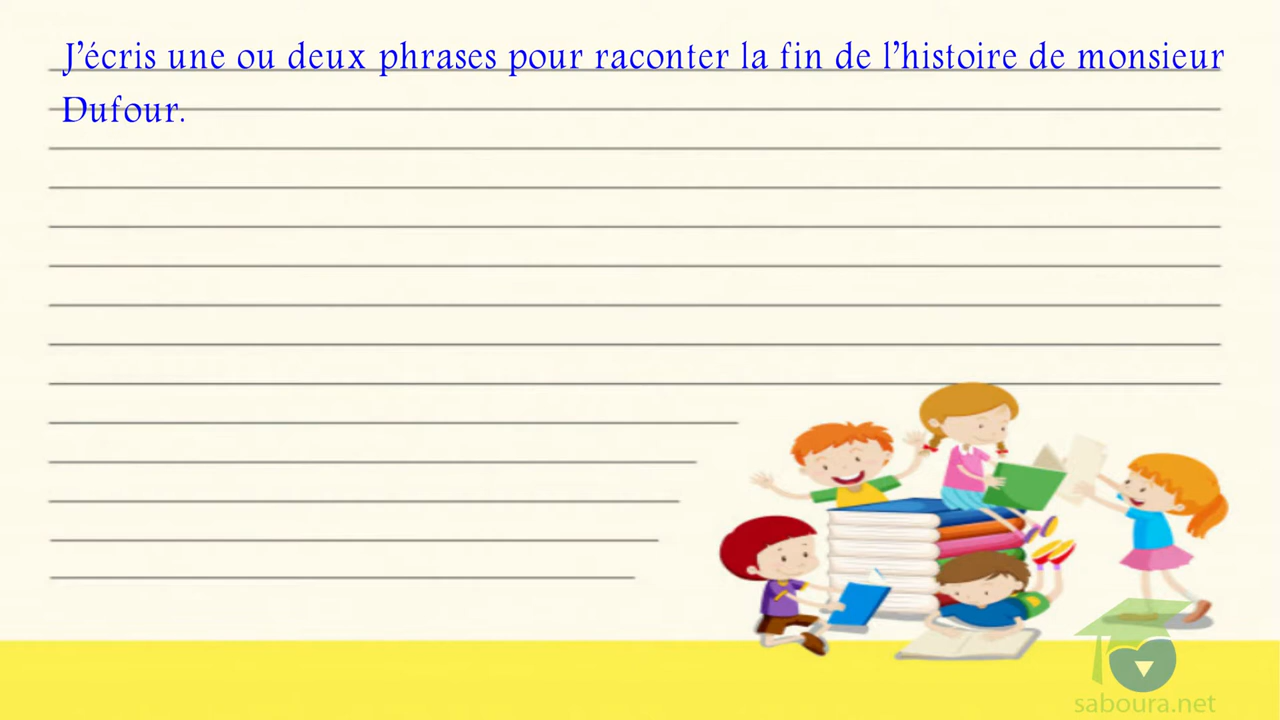 J'écris une ou deux phrases pour raconter la fin de l'histoire de monsieur
Dufour.
saboura.net